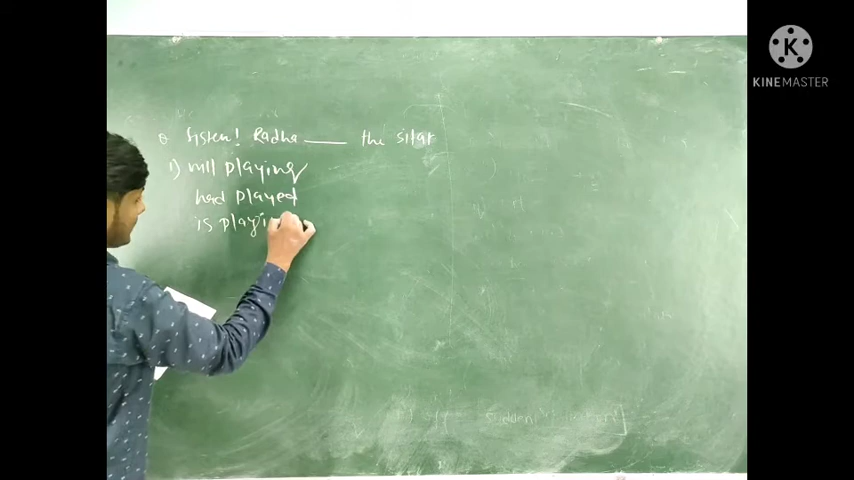 Listen! Radha ____ the sitar
1) will playing
had played
is playi
K
KINEMASTER